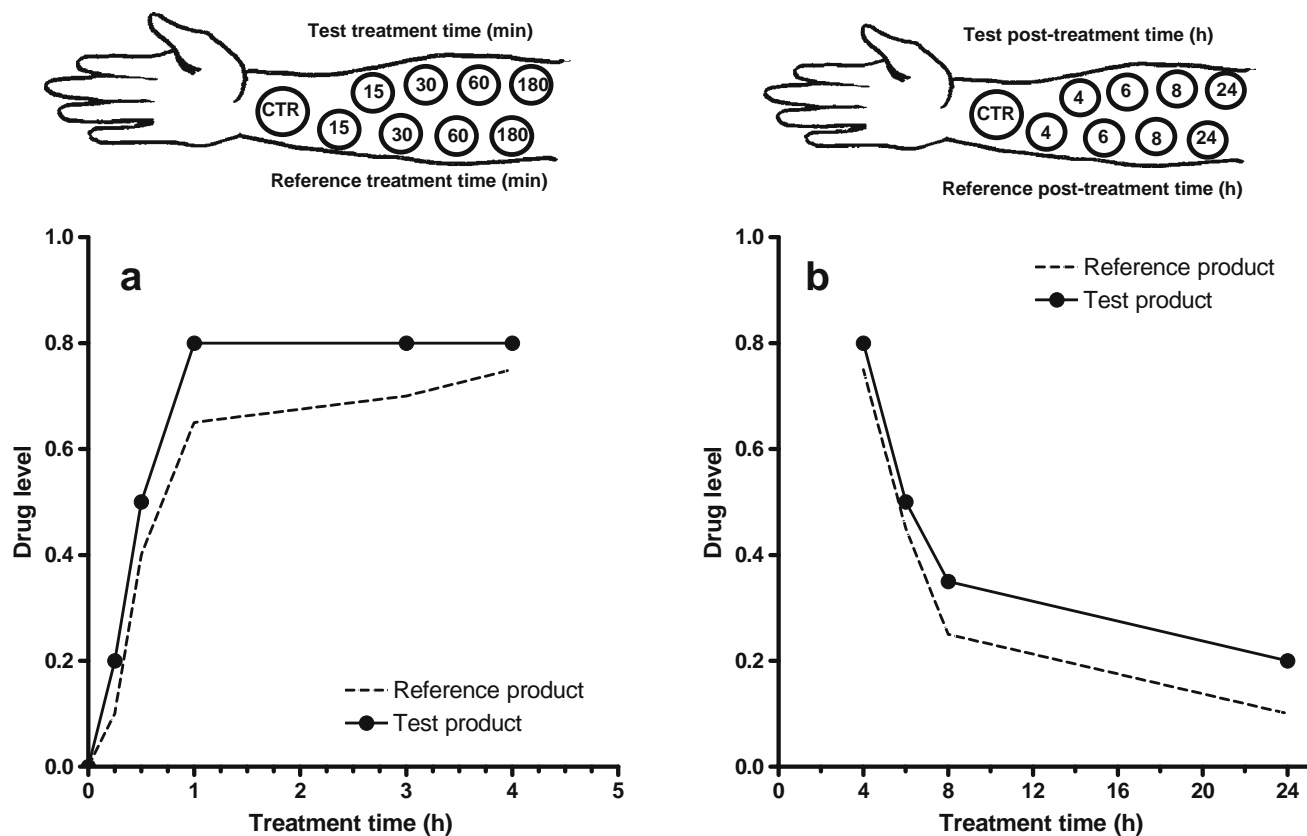 Test treatment time (min)
15 30 60 180
CTR
15 30 60 180
Reference treatment time (min)
Test post-treatment time (h)
4 6 8 24
CTR
4 6 8 24
Reference post-treatment time (h)
a
1.0
0.8
0.6
0.4
0.2
0.0
Drug level
Reference product
Test product
0 1 2 3 4 5
Treatment time (h)
b
Reference product
Test product
1.0
0.8
0.6
0.4
0.2
0.0
Drug level
0 4 8 12 16 20 24
Treatment time (h)